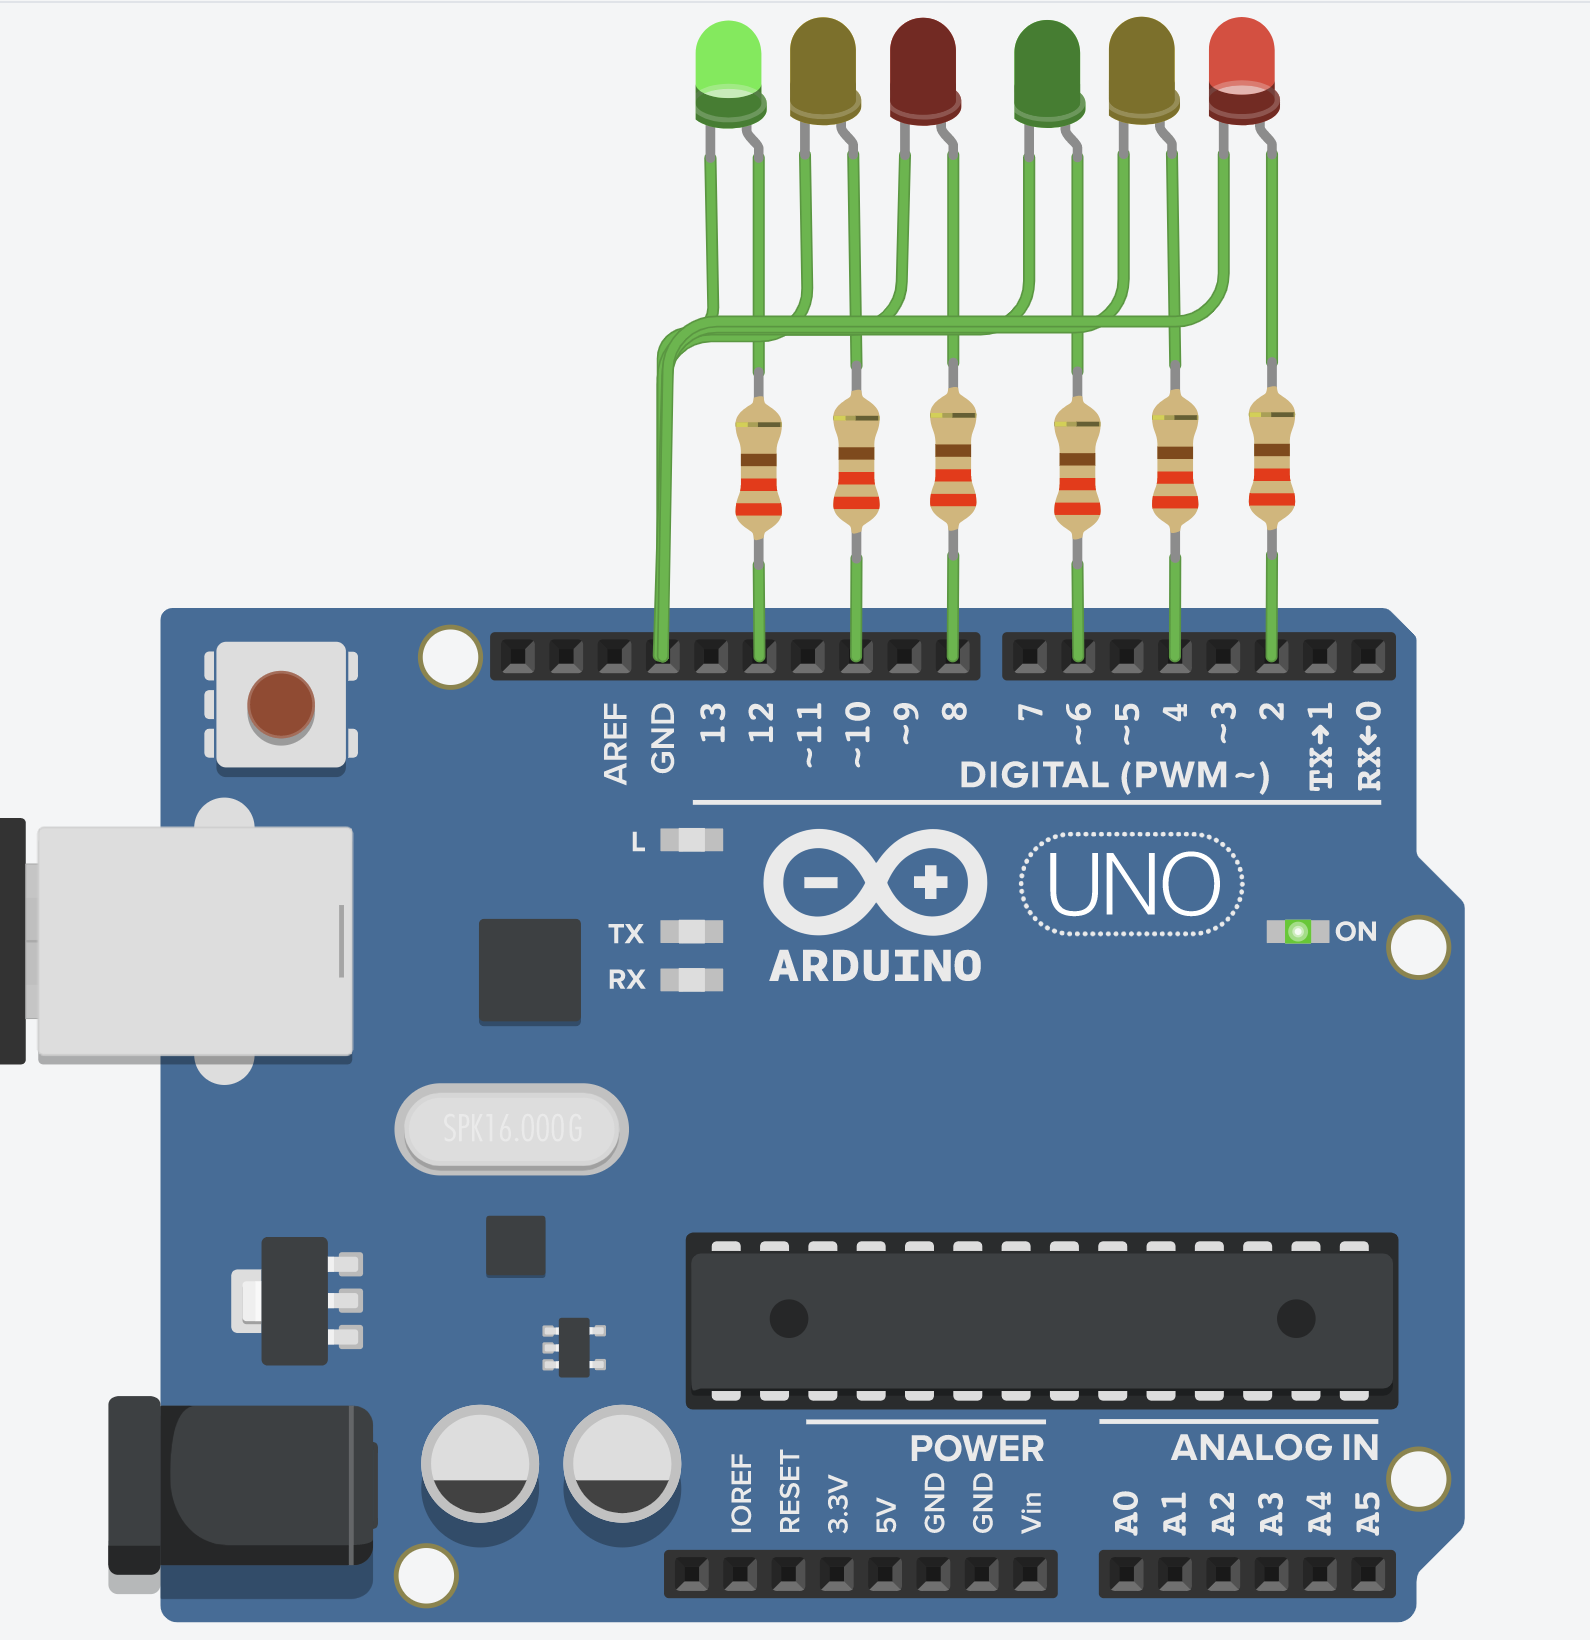 AREF
GND
13
12
~11
~10
~9
8
7
~6
~5
4
~3
2
TX→1
RX←0
DIGITAL (PWM~)
L
TX
RX
- +
ARDUINO
UNO
ON
SPK16.000G
POWER
ANALOG IN
IOREF
RESET
3.3V
5V
GND
GND
Vin
A0
A1
A2
A3
A4
A5